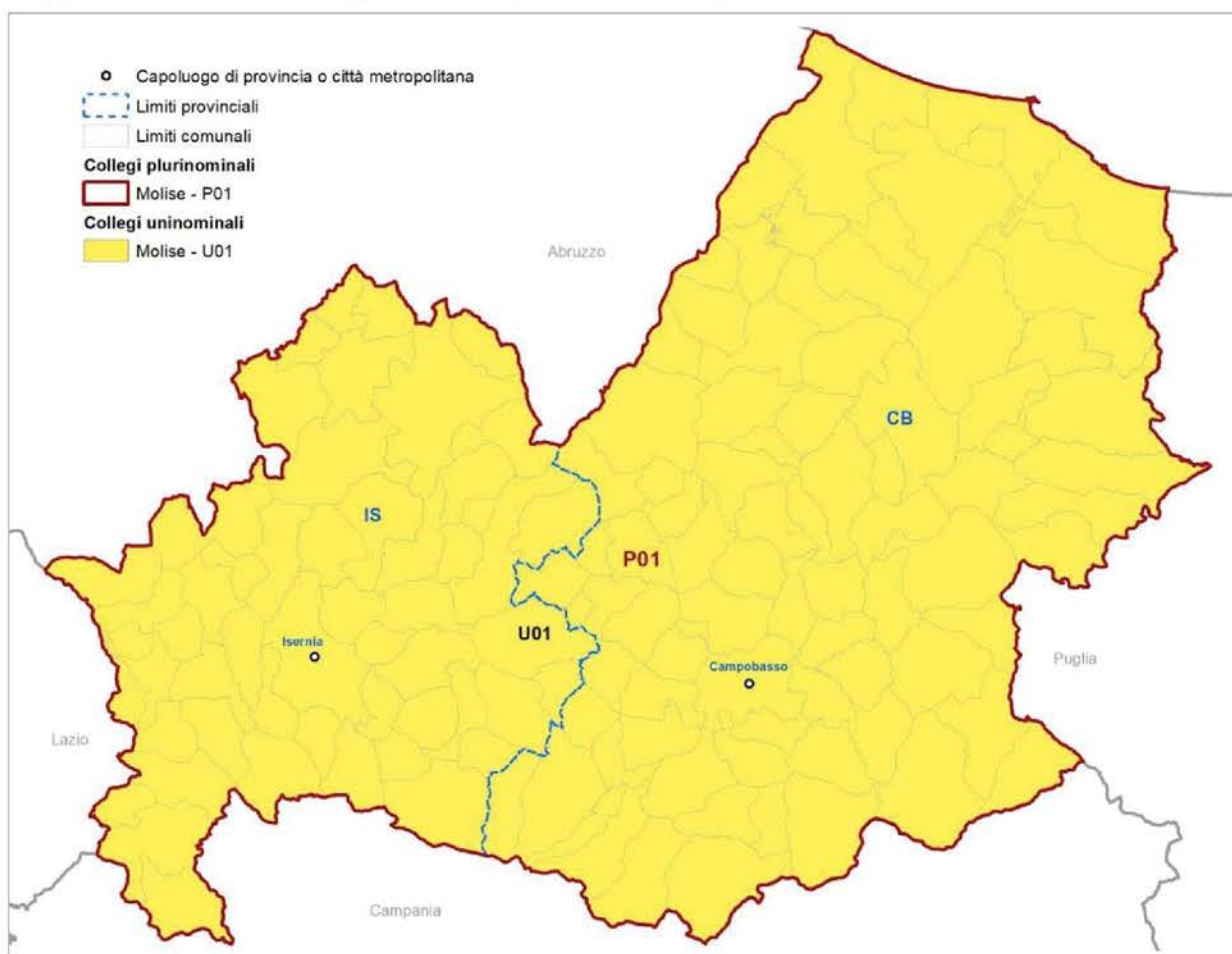 Capoluogo di provincia o città metropolitana
Limiti provinciali
Limiti comunali
Collegi plurinominali
Molise - P01
Collegi uninominali
Molise - U01
Abruzzo
CB
IS
P01
U01
Isernia
Campobasso
Puglia
Lazio
Campania